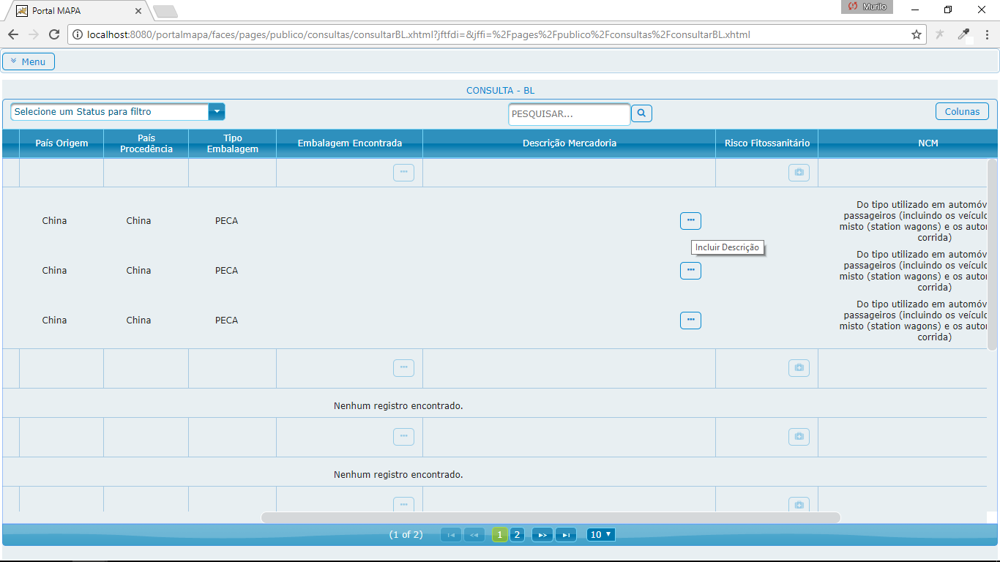 Portal MAPA
Murilo
localhost:8080/portalmapa/faces/pages/publico/consultas/consultarBL.xhtml?jftfdi=&jffi=%2Fpages%2Fpublico%2Fconsultas%2FconsultarBL.xhtml
Menu
CONSULTA - BL
Selecione um Status para filtro
PESQUISAR...
Colunas
País Origem
País
Procedência
Tipo
Embalagem
Embalagem Encontrada
Descrição Mercadoria
Risco Fitossanitário
NCM
China
China
PECA
Do tipo utilizado em automóv
passageiros (incluindo os veículo
misto (station wagons) e os autor
corrida)
Incluir Descrição
China
China
PECA
Do tipo utilizado em automóv
passageiros (incluindo os veículo
misto (station wagons) e os autor
corrida)
China
China
PECA
Do tipo utilizado em automóv
passageiros (incluindo os veículo
misto (station wagons) e os autor
corrida)
Nenhum registro encontrado.
Nenhum registro encontrado.
(1 of 2)
1
2
10